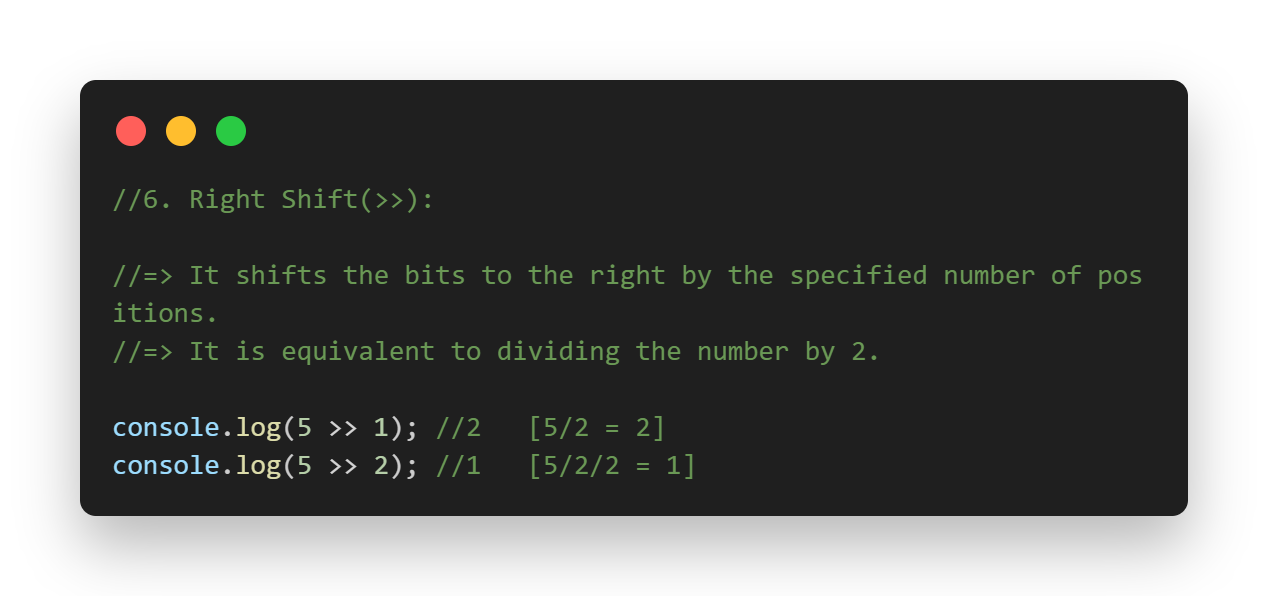 //6. Right Shift(>>):
//=> It shifts the bits to the right by the specified number of pos
itions.
//=> It is equivalent to dividing the number by 2.
console.log(5 >> 1); //2   [5/2 = 2]
console.log(5 >> 2); //1   [5/2/2 = 1]